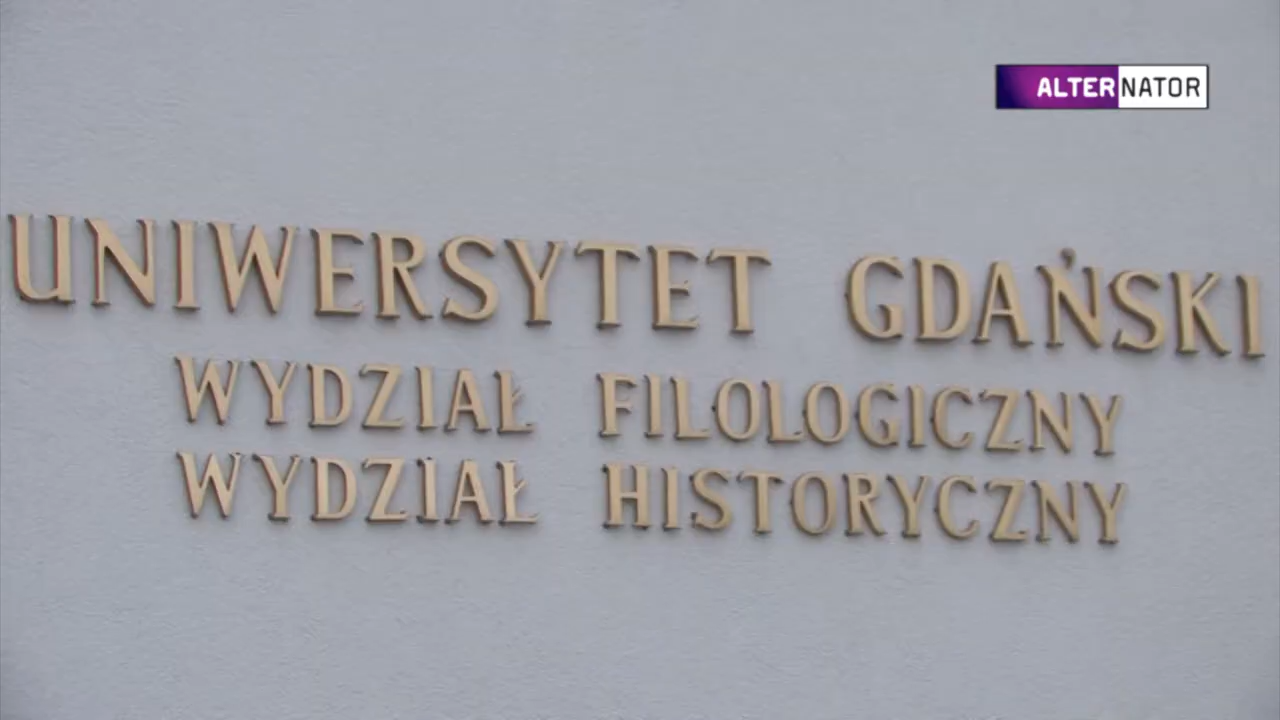 ALTERNATOR
UNIWERSYTET GDAŃSKI
WYDZIAŁ FILOLOGICZNY
WYDZIAŁ HISTORYCZNY